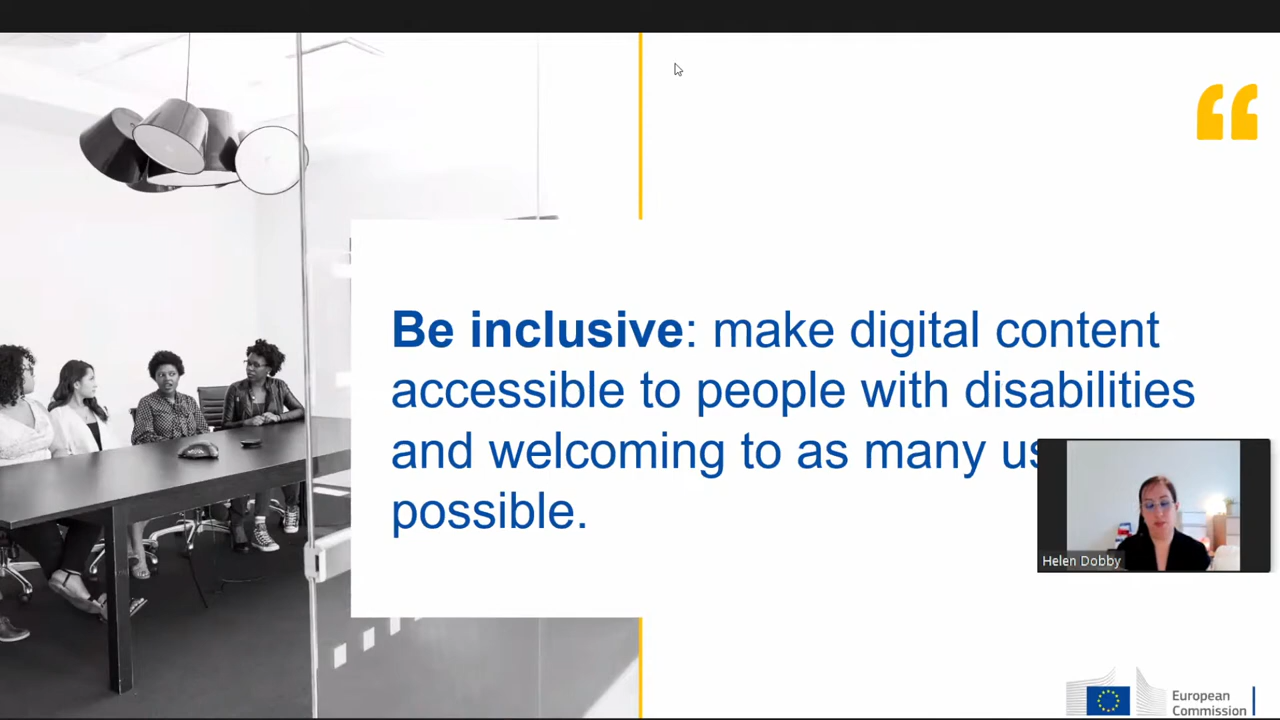 “
Be inclusive: make digital content
accessible to people with disabilities
and welcoming to as many
possible.
Helen Dobby
European
Commission